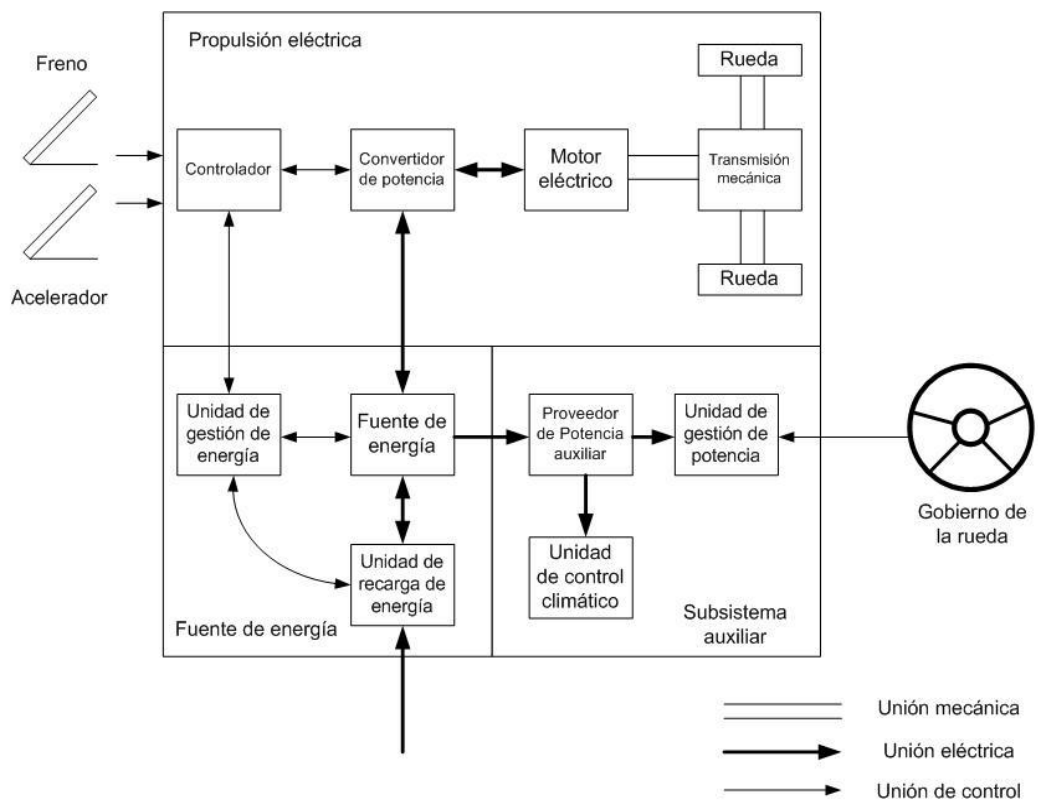 Propulsión eléctrica
Freno
Acelerador
Controlador
Convertidor
de potencia
Motor
eléctrico
Transmisión
mecánica
Rueda
Rueda
Unidad de
gestión de
energía
Fuente de
energía
Unidad de
recarga de
energía
Fuente de energía
Proveedor
de Potencia
auxiliar
Unidad de
gestión de
potencia
Unidad
de control
climático
Subsistema
auxiliar
Gobierno de
la rueda
Unión mecánica
Unión eléctrica
Unión de control